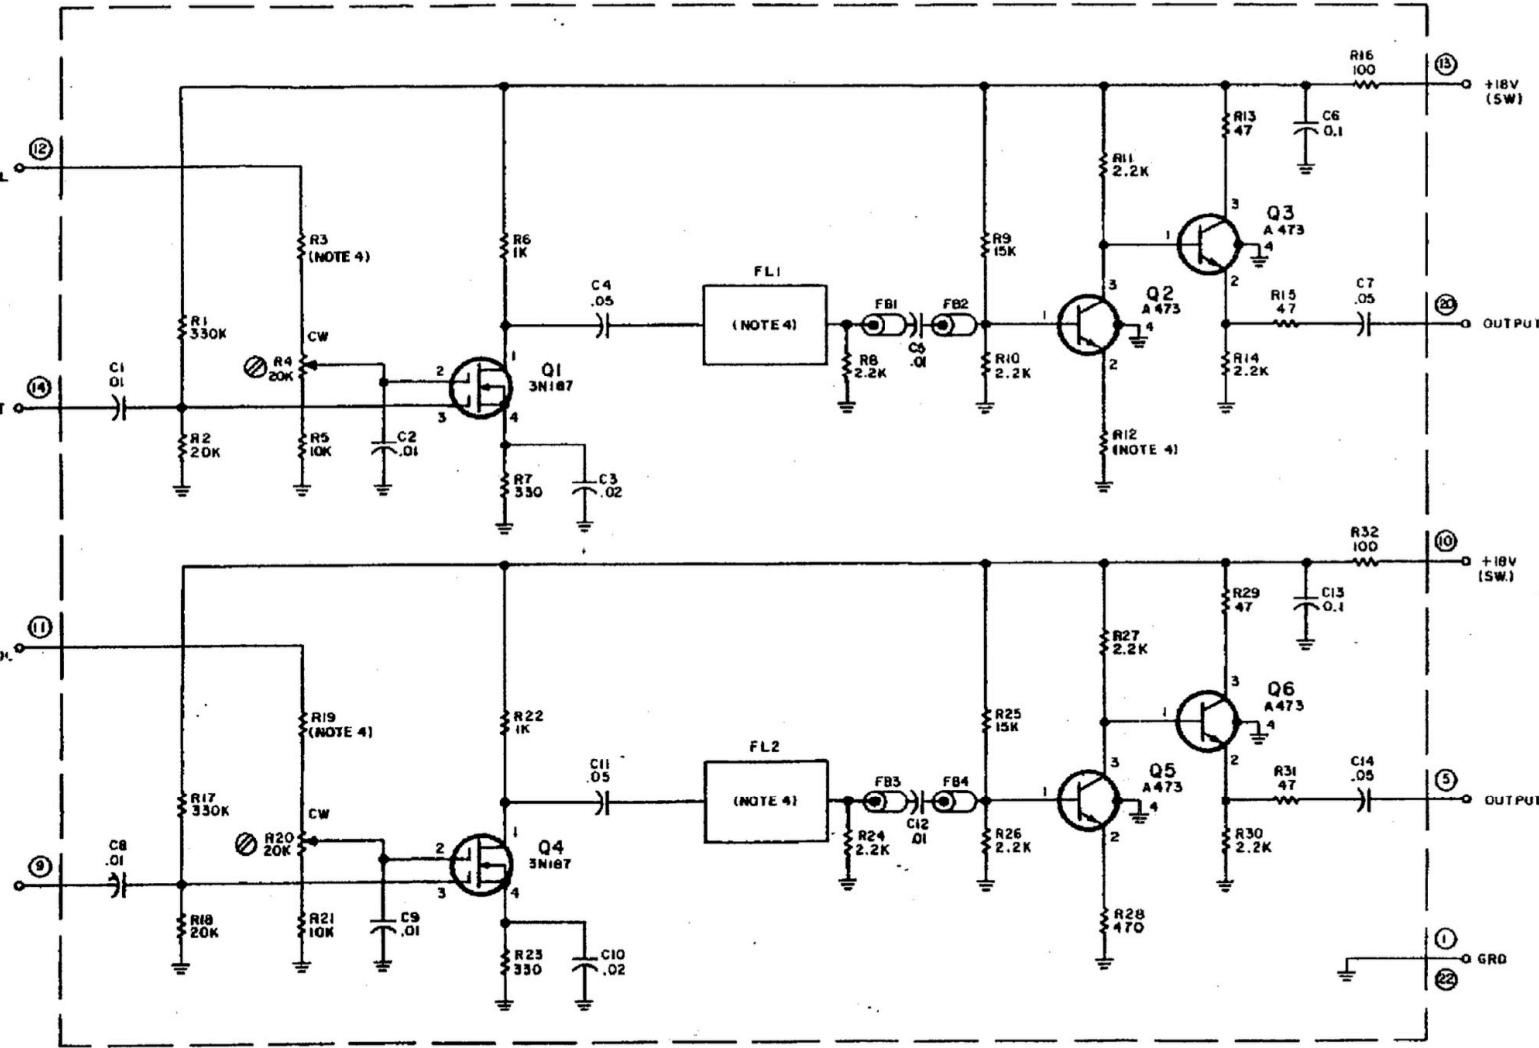 R16
100
13
+18V
(SW)
R13
47
C6
0.1
12
L
R11
2.2K
3
Q3
A473
1
4
2
R3
(NOTE 4)
R6
1K
R9
15K
FL1
(NOTE 4)
C4
.05
FB1
FB2
C5
.01
3
Q2
A473
1
4
2
R15
47
C7
.05
20
OUTPUT
R1
330K
CW
R4
20K
C1
.01
14
T
1
Q1
3N187
2
3
4
R8
2.2K
R10
2.2K
R14
2.2K
R2
20K
R5
10K
C2
.01
R7
330
C3
.02
R12
(NOTE 4)
R32
100
10
+18V
(SW.)
R29
47
C13
0.1
11
R27
2.2K
3
Q6
A473
1
4
2
R19
(NOTE 4)
R22
1K
R25
15K
FL2
(NOTE 4)
C11
.05
FB3
FB4
C12
.01
3
Q5
A473
1
4
2
R31
47
C14
.05
5
OUTPUT
R17
330K
CW
R20
20K
C8
.01
9
1
Q4
3N187
2
3
4
R24
2.2K
R26
2.2K
R30
2.2K
R18
20K
R21
10K
C9
.01
R23
330
C10
.02
R28
470
1
GRD
22